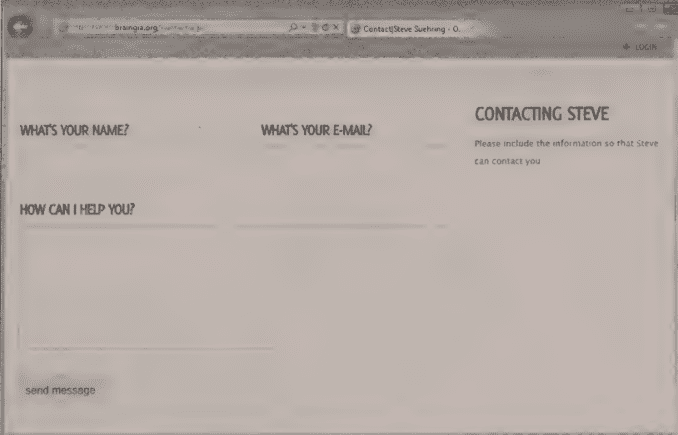 braingia.org
Contact|Steve Suehring - O...
LOGIN
CONTACTING STEVE
WHAT'S YOUR NAME?
WHAT'S YOUR E-MAIL?
Please include the information so that Steve
can contact you
HOW CAN I HELP YOU?
send message